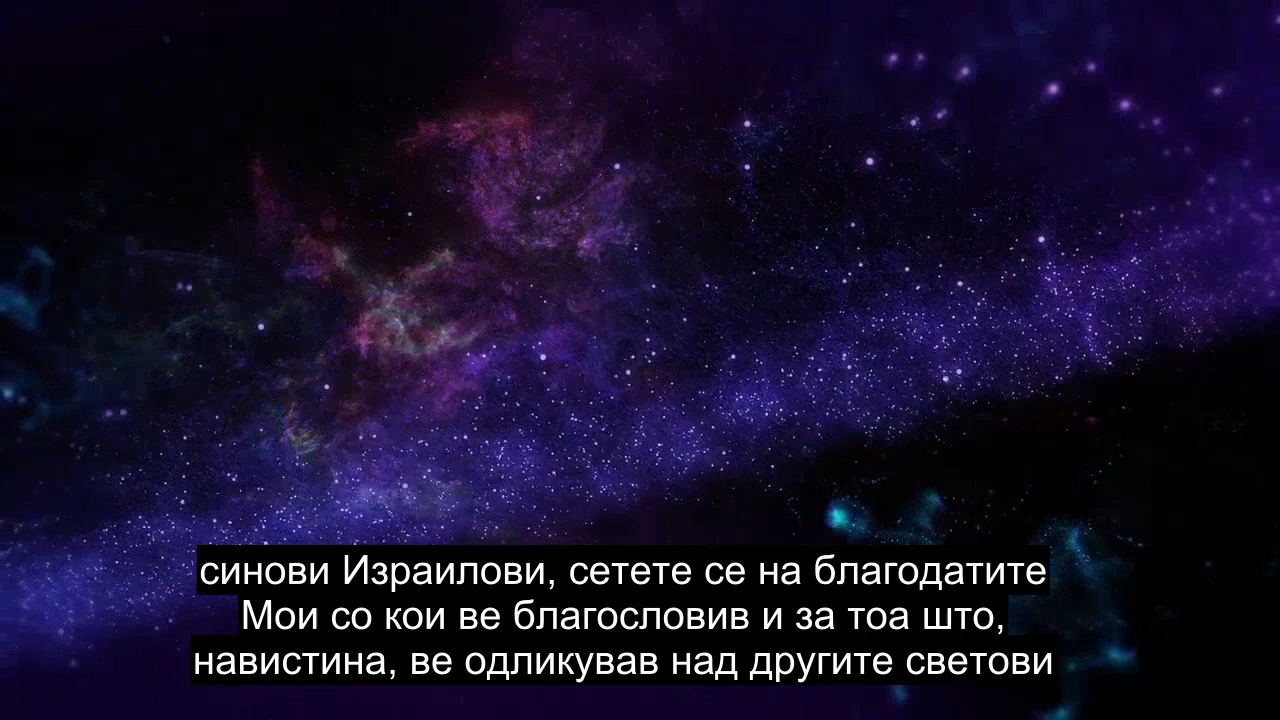 синови Израилови, сетете се на благодатите
Мои со кои ве благословив и за тоа што,
навистина, ве одликував над другите светови